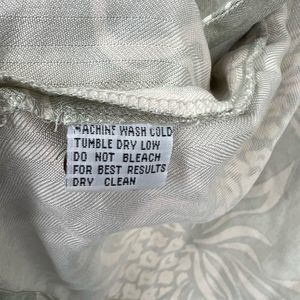 MACHINE WASH COLD
TUMBLE DRY LOW
DO NOT BLEACH
FOR BEST RESULTS
DRY CLEAN